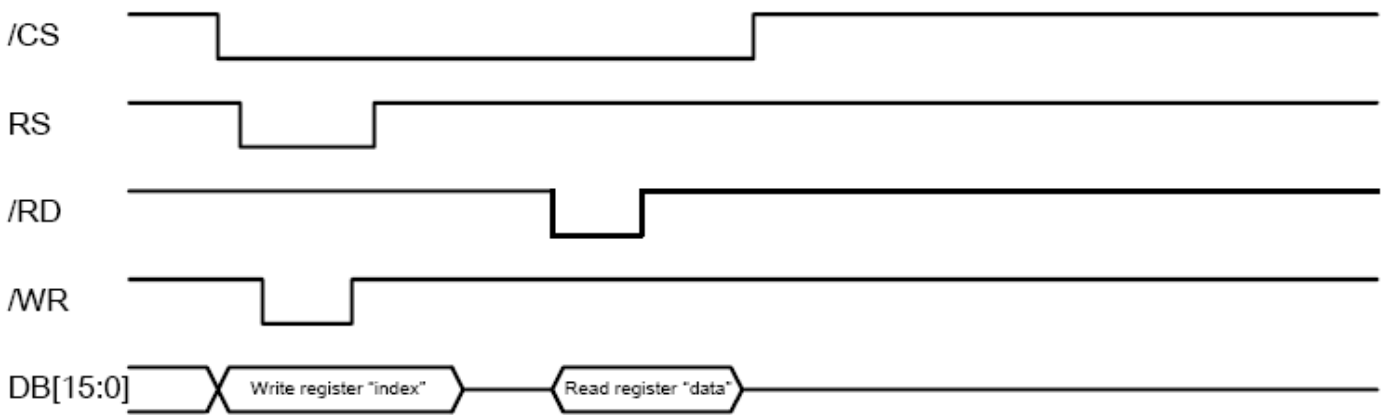 /CS
RS
/RD
/WR
DB[15:0]
Write register "index"
Read register "data"